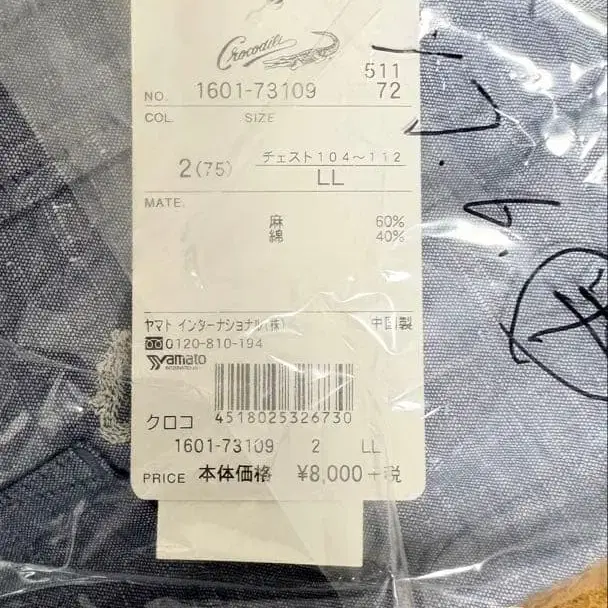 Crocodile
511
NO. 1601-73109 72
COL. SIZE
2(75) チェスト104～112
LL
MATE.
麻 60%
綿 40%
ヤマト インターナショナル(株) 中国製
0120-810-194
Yamato
INTERNATIONAL
4518025326730
クロコ
1601-73109 2 LL
PRICE 本体価格 ¥8,000+税